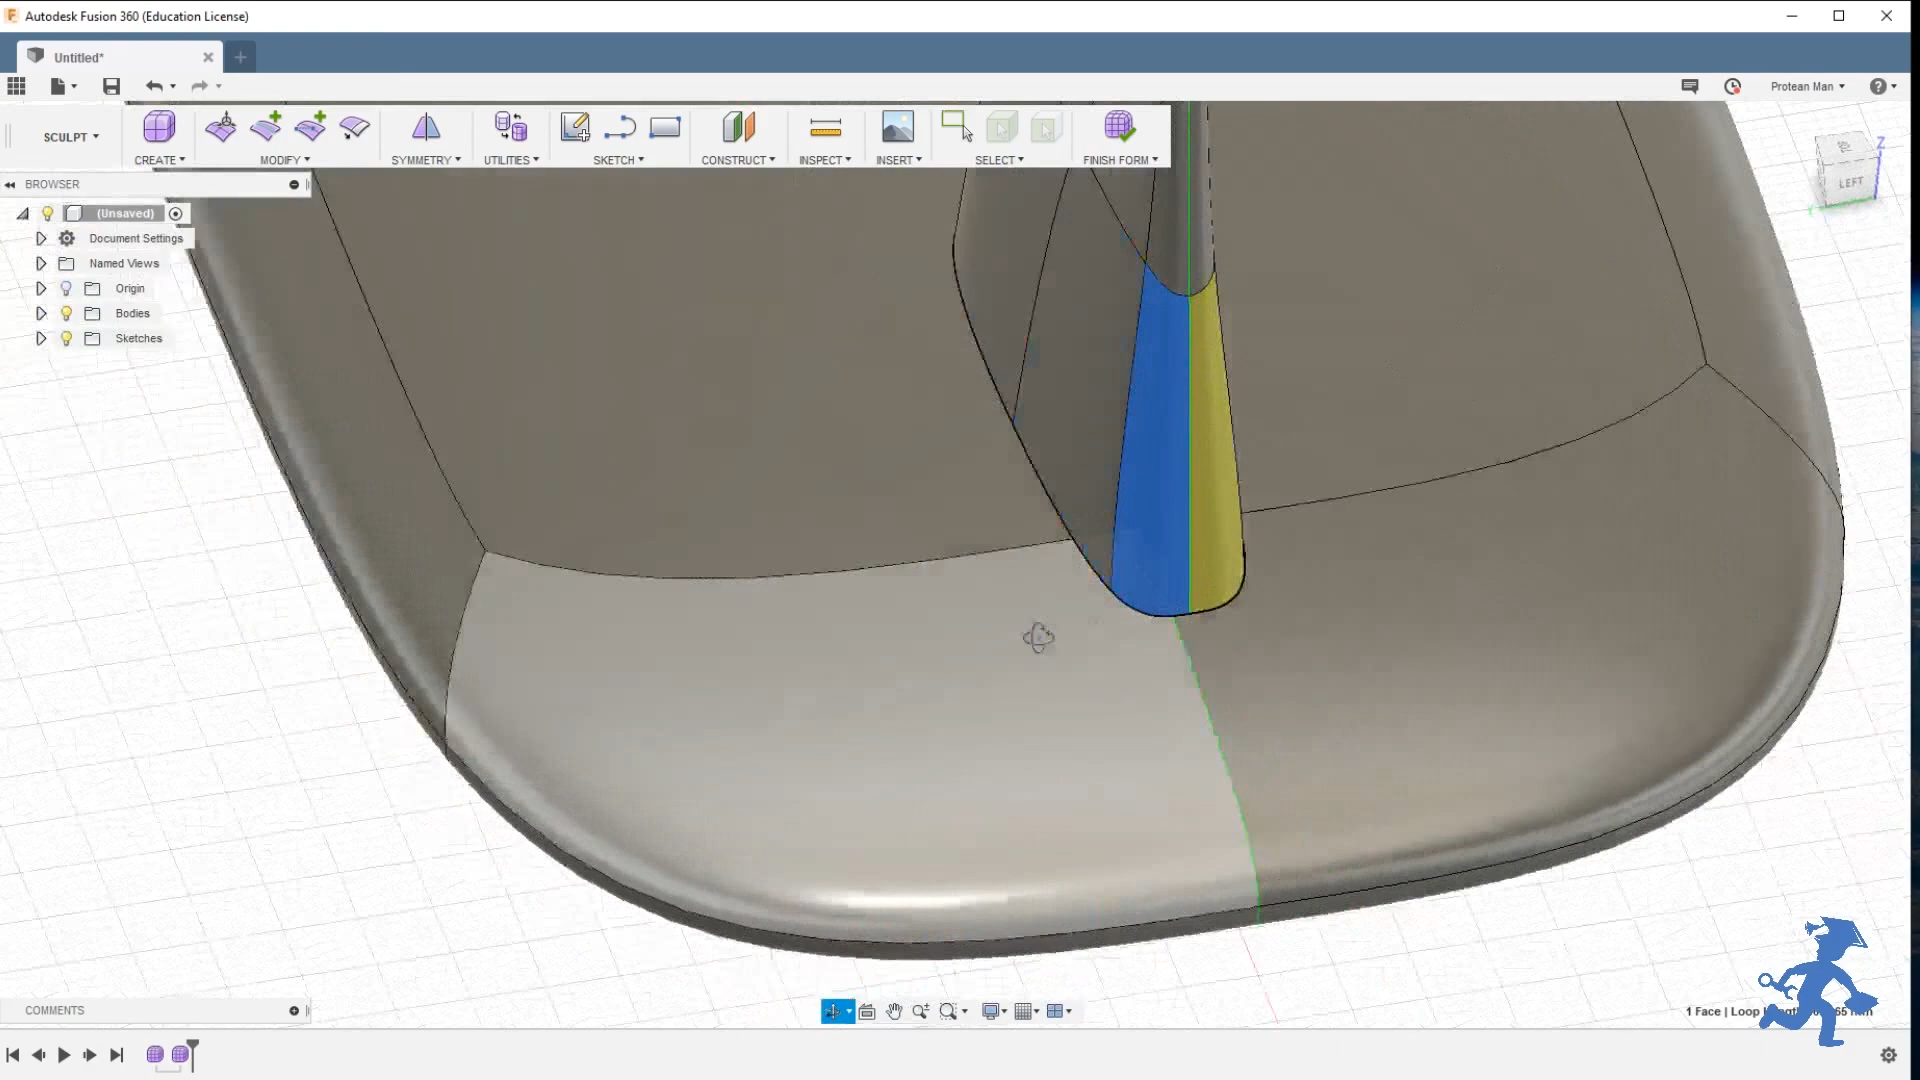 Autodesk Fusion 360 (Education License)
Untitled*
Protean Man
SCULPT
CREATE
MODIFY
SYMMETRY
UTILITIES
SKETCH
CONSTRUCT
INSPECT
INSERT
SELECT
FINISH FORM
Z
LEFT
BROWSER
(Unsaved)
Document Settings
Named Views
Origin
Bodies
Sketches
COMMENTS
1 Face | Loop